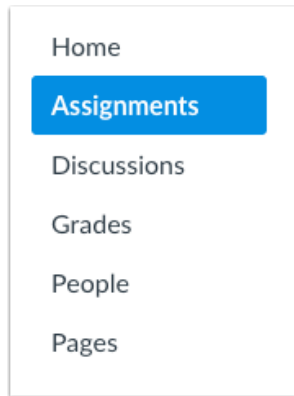 Home
Assignments
Discussions
Grades
People
Pages